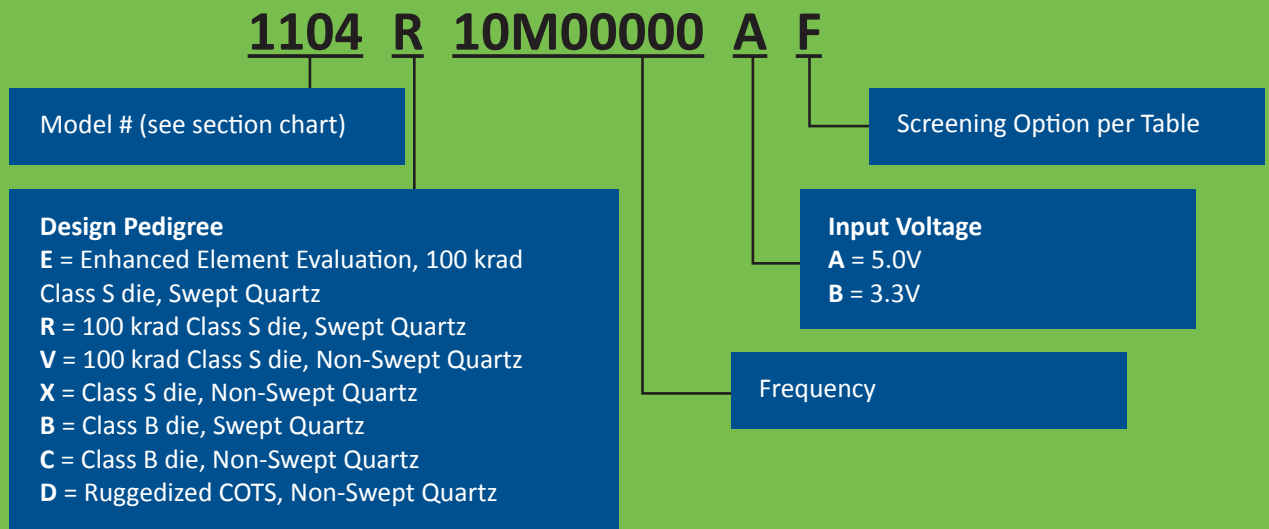 1104 R 10M00000 A F
Model # (see section chart)
Screening Option per Table
Design Pedigree
E = Enhanced Element Evaluation, 100 krad
Class S die, Swept Quartz
R = 100 krad Class S die, Swept Quartz
V = 100 krad Class S die, Non-Swept Quartz
X = Class S die, Non-Swept Quartz
B = Class B die, Swept Quartz
C = Class B die, Non-Swept Quartz
D = Ruggedized COTS, Non-Swept Quartz
Input Voltage
A = 5.0V
B = 3.3V
Frequency